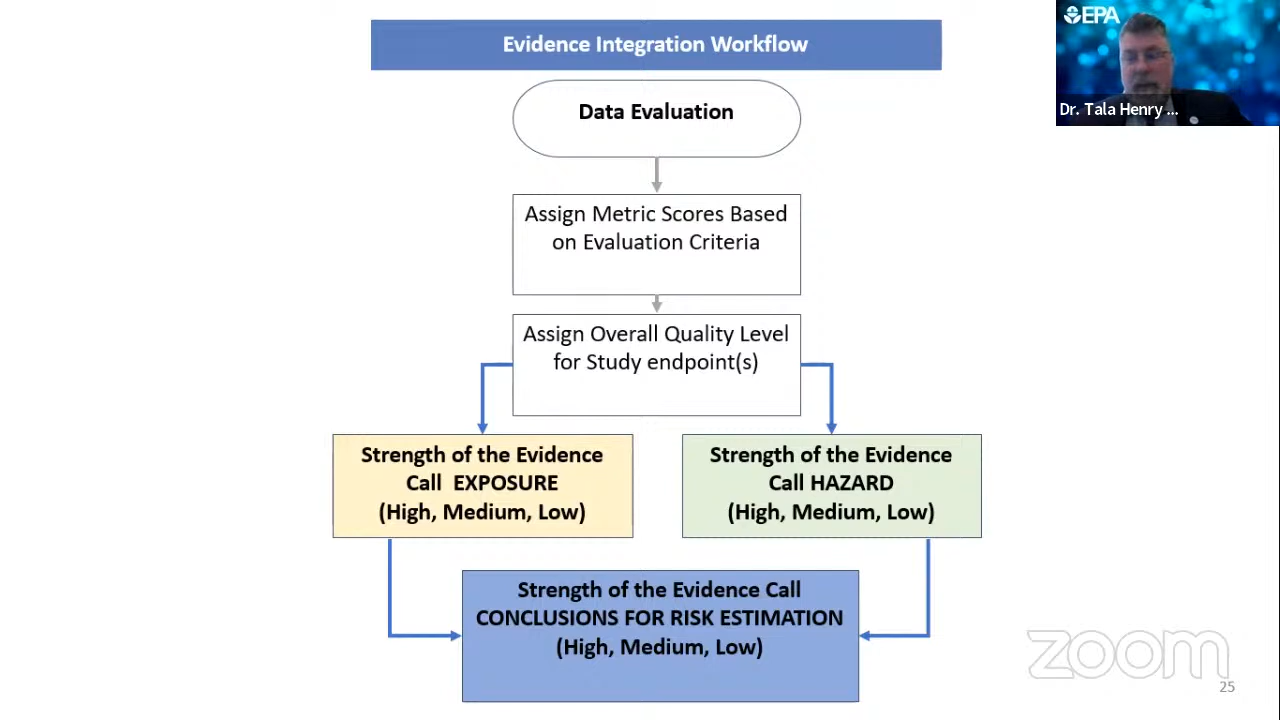 Evidence Integration Workflow
EPA
Dr. Tala Henry ...
Data Evaluation
Assign Metric Scores Based
on Evaluation Criteria
Assign Overall Quality Level
for Study endpoint(s)
Strength of the Evidence
Call EXPOSURE
(High, Medium, Low)
Strength of the Evidence
Call HAZARD
(High, Medium, Low)
Strength of the Evidence Call
CONCLUSIONS FOR RISK ESTIMATION
(High, Medium, Low)
zoom
25